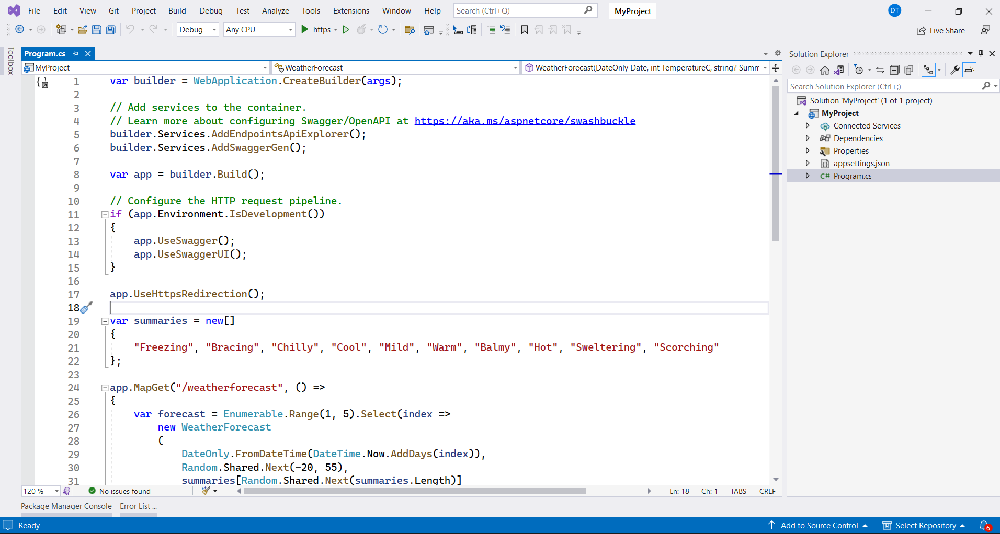 File Edit View Git Project Build Debug Test Analyze Tools Extensions Window Help Search (Ctrl+Q) MyProject DT
Debug Any CPU https Live Share
Toolbox
Program.cs
MyProject WeatherForecast WeatherForecast(DateOnly Date, int TemperatureC, string? Summ
1 var builder = WebApplication.CreateBuilder(args);
2
3 // Add services to the container.
4 // Learn more about configuring Swagger/OpenAPI at https://aka.ms/aspnetcore/swashbuckle
5 builder.Services.AddEndpointsApiExplorer();
6 builder.Services.AddSwaggerGen();
7
8 var app = builder.Build();
9
10 // Configure the HTTP request pipeline.
11 if (app.Environment.IsDevelopment())
12 {
13 app.UseSwagger();
14 app.UseSwaggerUI();
15 }
16
17 app.UseHttpsRedirection();
18
19 var summaries = new[]
20 {
21 "Freezing", "Bracing", "Chilly", "Cool", "Mild", "Warm", "Balmy", "Hot", "Sweltering", "Scorching"
22 };
23
24 app.MapGet("/weatherforecast", () =>
25 {
26 var forecast = Enumerable.Range(1, 5).Select(index =>
27 new WeatherForecast
28 (
29 DateOnly.FromDateTime(DateTime.Now.AddDays(index)),
30 Random.Shared.Next(-20, 55),
31 summaries[Random.Shared.Next(summaries.Length)]
120 % No issues found Ln: 18 Ch: 1 TABS CRLF
Solution Explorer
Search Solution Explorer (Ctrl+;)
Solution 'MyProject' (1 of 1 project)
MyProject
Connected Services
Dependencies
Properties
appsettings.json
C# Program.cs
Package Manager Console Error List ...
Ready Add to Source Control Select Repository 6